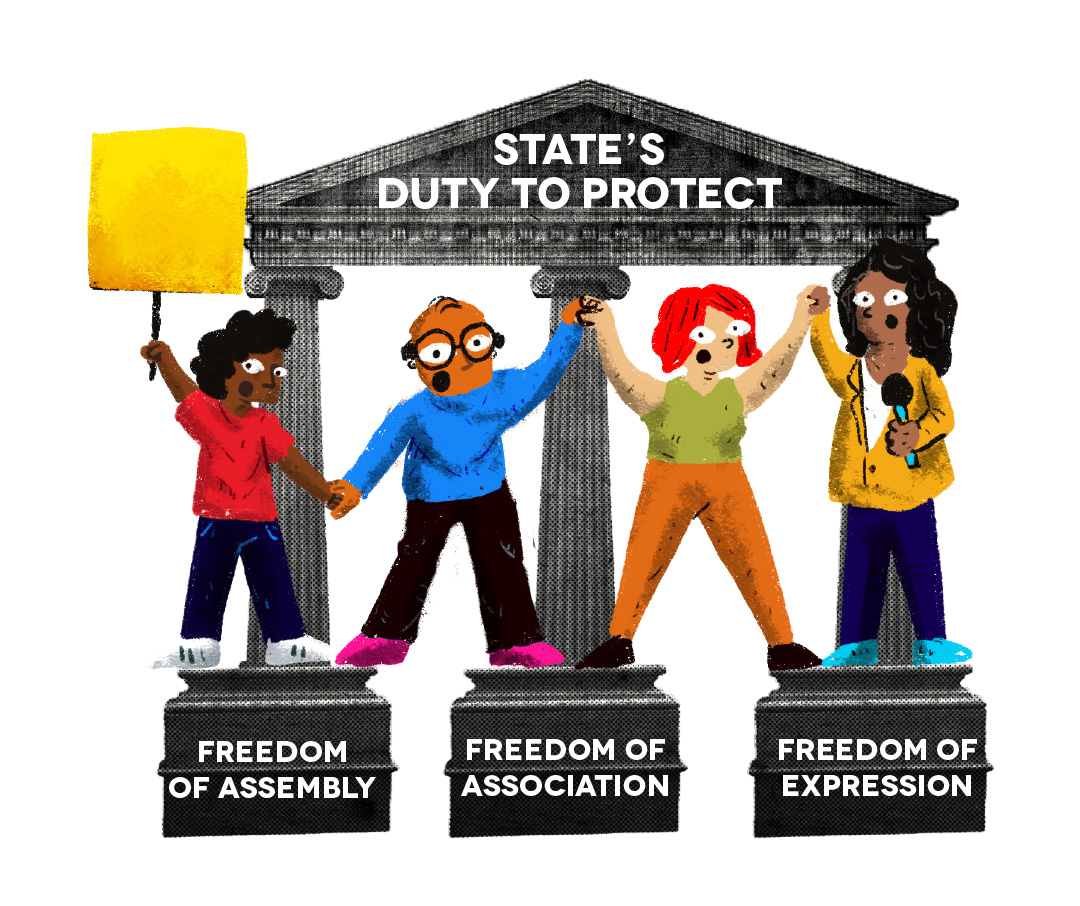 STATE'S
DUTY TO PROTECT
FREEDOM
OF ASSEMBLY
FREEDOM OF
ASSOCIATION
FREEDOM OF
EXPRESSION